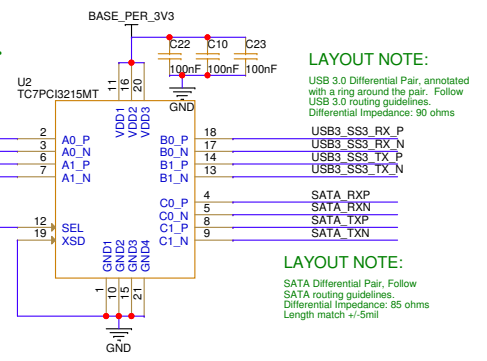 BASE_PER_3V3
C22
C10
C23
100nF
100nF
100nF
GND
LAYOUT NOTE:
USB 3.0 Differential Pair, annotated
with a ring around the pair. Follow
USB 3.0 routing guidelines.
Differential Impedance: 90 ohms
U2
TC7PCI3215MT
11
16
20
VDD1
VDD2
VDD3
2 A0_P B0_P 18 USB3_SS3_RX_P
3 A0_N B0_N 17 USB3_SS3_RX_N
6 A1_P B1_P 14 USB3_SS3_TX_P
7 A1_N B1_N 13 USB3_SS3_TX_N
C0_P 4 SATA_RXP
C0_N 5 SATA_RXN
12 SEL C1_P 8 SATA_TXP
19 XSD C1_N 9 SATA_TXN
GND1
GND2
GND3
GND4
1
10
15
21
GND
LAYOUT NOTE:
SATA Differential Pair, Follow
SATA routing guidelines.
Differential Impedance: 85 ohms
Length match +/-5mil